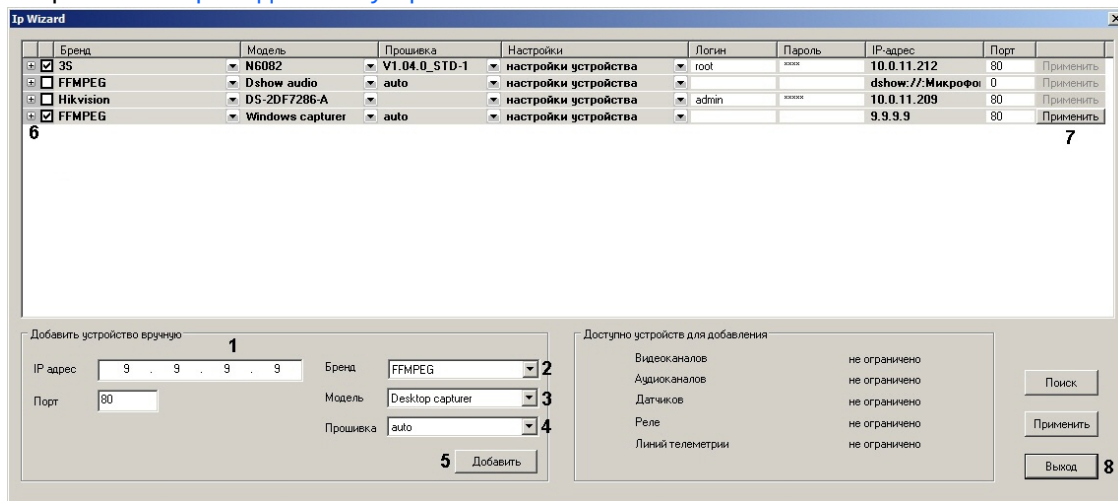 Ip Wizard
Бренд Модель Прошивка Настройки Логин Пароль IP-адрес Порт
3S N6082 V1.04.0_STD-1 настройки устройства root **** 10.0.11.212 80 Применить
FFMPEG Dshow audio auto настройки устройства dshow://:Микрофо 0 Применить
Hikvision DS-2DF7286-A настройки устройства admin ***** 10.0.11.209 80 Применить
FFMPEG Windows capturer auto настройки устройства 9.9.9.9 80 Применить
6 7
Добавить устройство вручную
1
IP адрес 9 . 9 . 9 . 9
Порт 80
Бренд FFMPEG 2
Модель Desktop capturer 3
Прошивка auto 4
5 Добавить
Доступно устройств для добавления
Видеоканалов не ограничено
Аудиоканалов не ограничено
Датчиков не ограничено
Реле не ограничено
Линий телеметрии не ограничено
Поиск
Применить
Выход 8